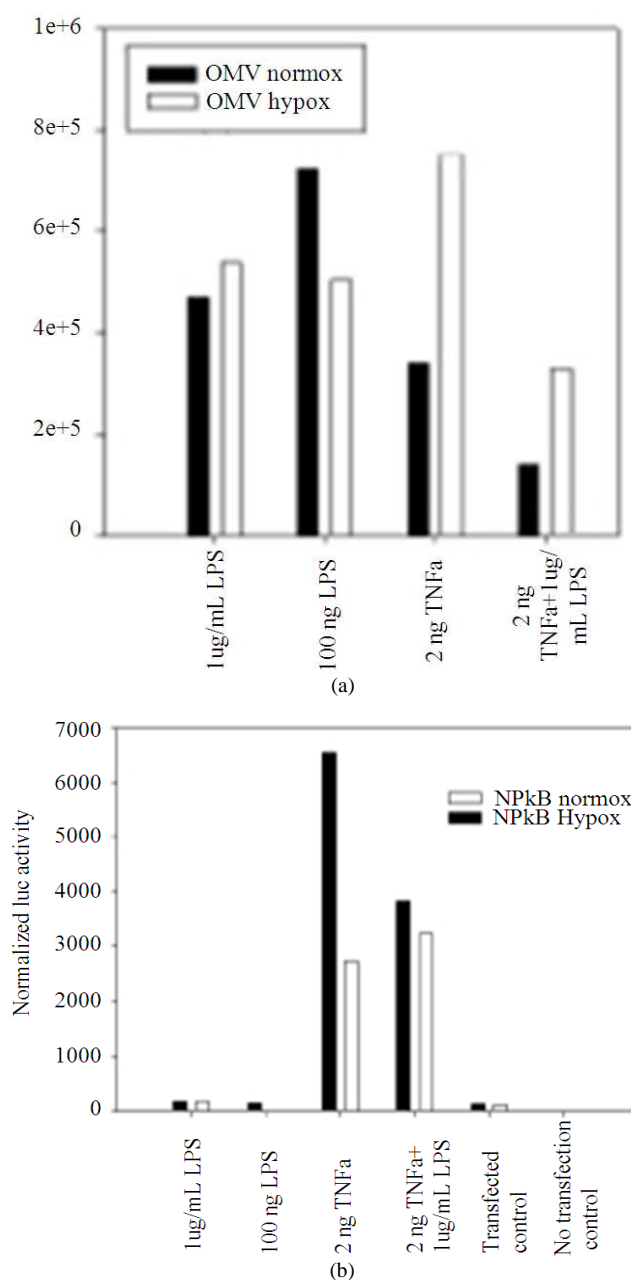 1e+6
OMV normox
OMV hypox
8e+5
6e+5
4e+5
2e+5
0
1ug/mL LPS
100 ng LPS
2 ng TNFa
2 ng
TNFa+ 1ug/
mL LPS
(a)
7000
6000
5000
4000
3000
2000
1000
0
Normalized luc activity
NPkB normox
NPkB Hypox
1ug/mL LPS
100 ng LPS
2 ng TNFa
2 ng TNFa+
1ug/mL LPS
Transfected
control
No transfection
control
(b)